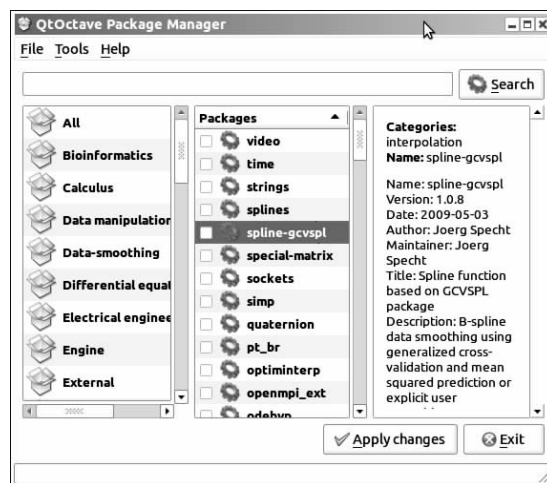 QtOctave Package Manager
File Tools Help
Search
All
Bioinformatics
Calculus
Data manipulation
Data-smoothing
Differential equa
Electrical enginee
Engine
External
Packages
video
time
strings
splines
spline-gcvspl
special-matrix
sockets
simp
quaternion
pt_br
optiminterp
openmpi_ext
odebvp
Categories:
interpolation
Name: spline-gcvspl
Name: spline-gcvspl
Version: 1.0.8
Date: 2009-05-03
Author: Joerg Specht
Maintainer: Joerg
Specht
Title: Spline function
based on GCVSPL
package
Description: B-spline
data smoothing using
generalized cross-
validation and mean
squared prediction or
explicit user
Apply changes
Exit